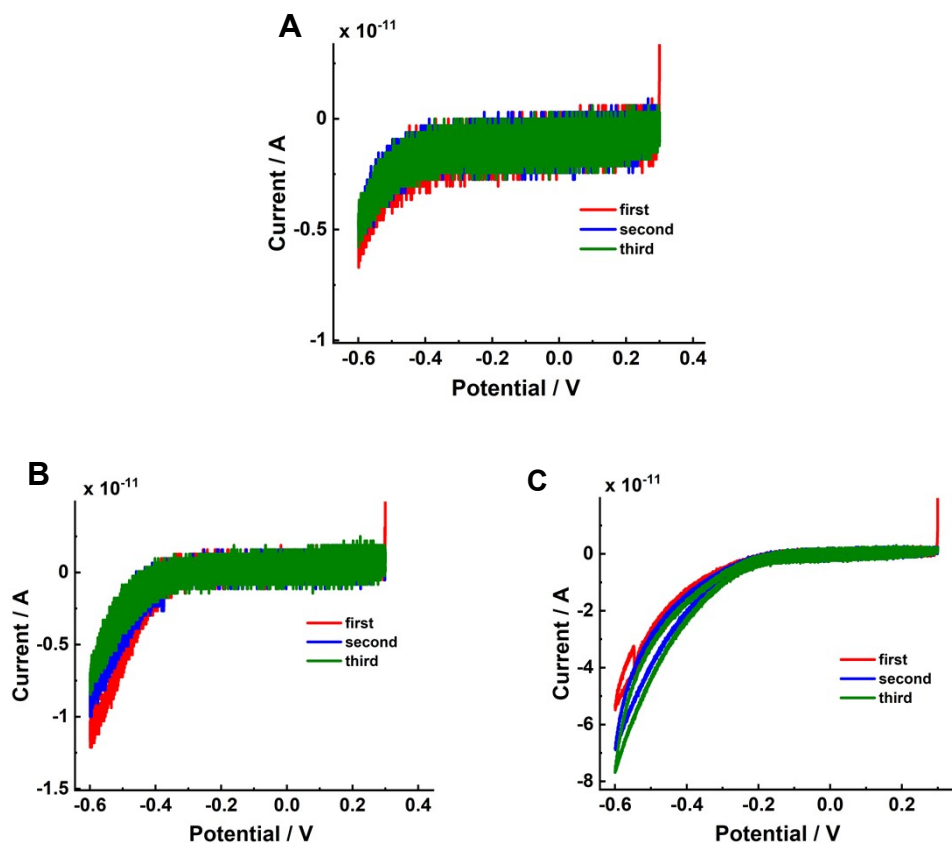 A
x 10-11
Current / A
0
-0.5
-1
first
second
third
-0.6 -0.4 -0.2 0.0 0.2 0.4
Potential / V
B
x 10-11
Current / A
0
-0.5
-1
-1.5
first
second
third
-0.6 -0.4 -0.2 0.0 0.2 0.4
Potential / V
C
x 10-11
Current / A
0
-2
-4
-6
-8
first
second
third
-0.6 -0.4 -0.2 0.0 0.2
Potential / V